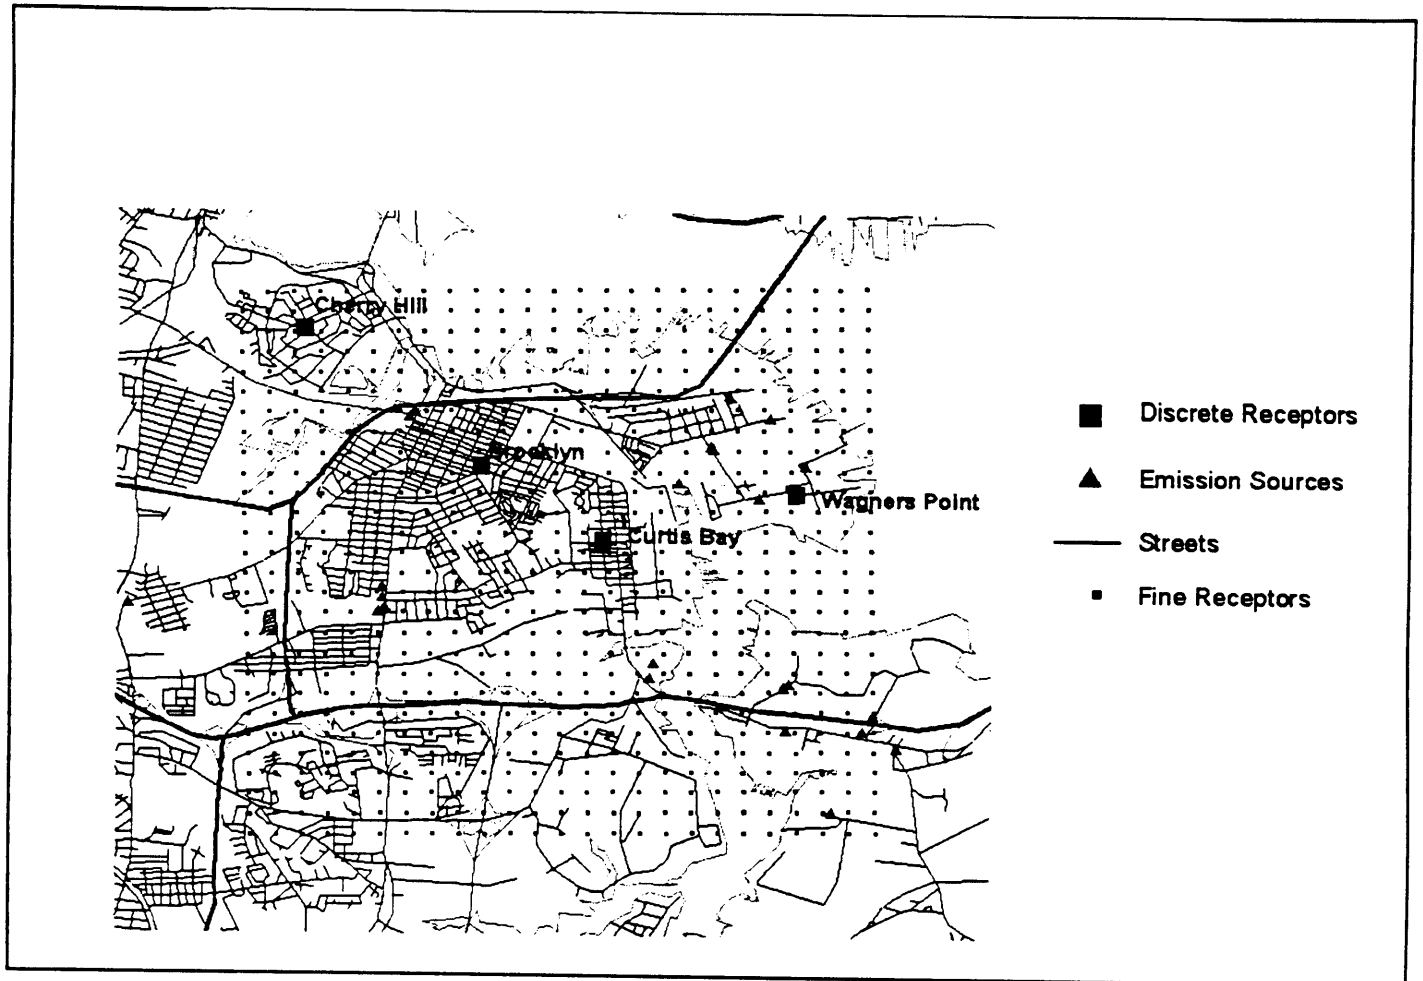 Cherry Hill
Brooklyn
Wagners Point
Curtis Bay
Discrete Receptors
Emission Sources
Streets
Fine Receptors